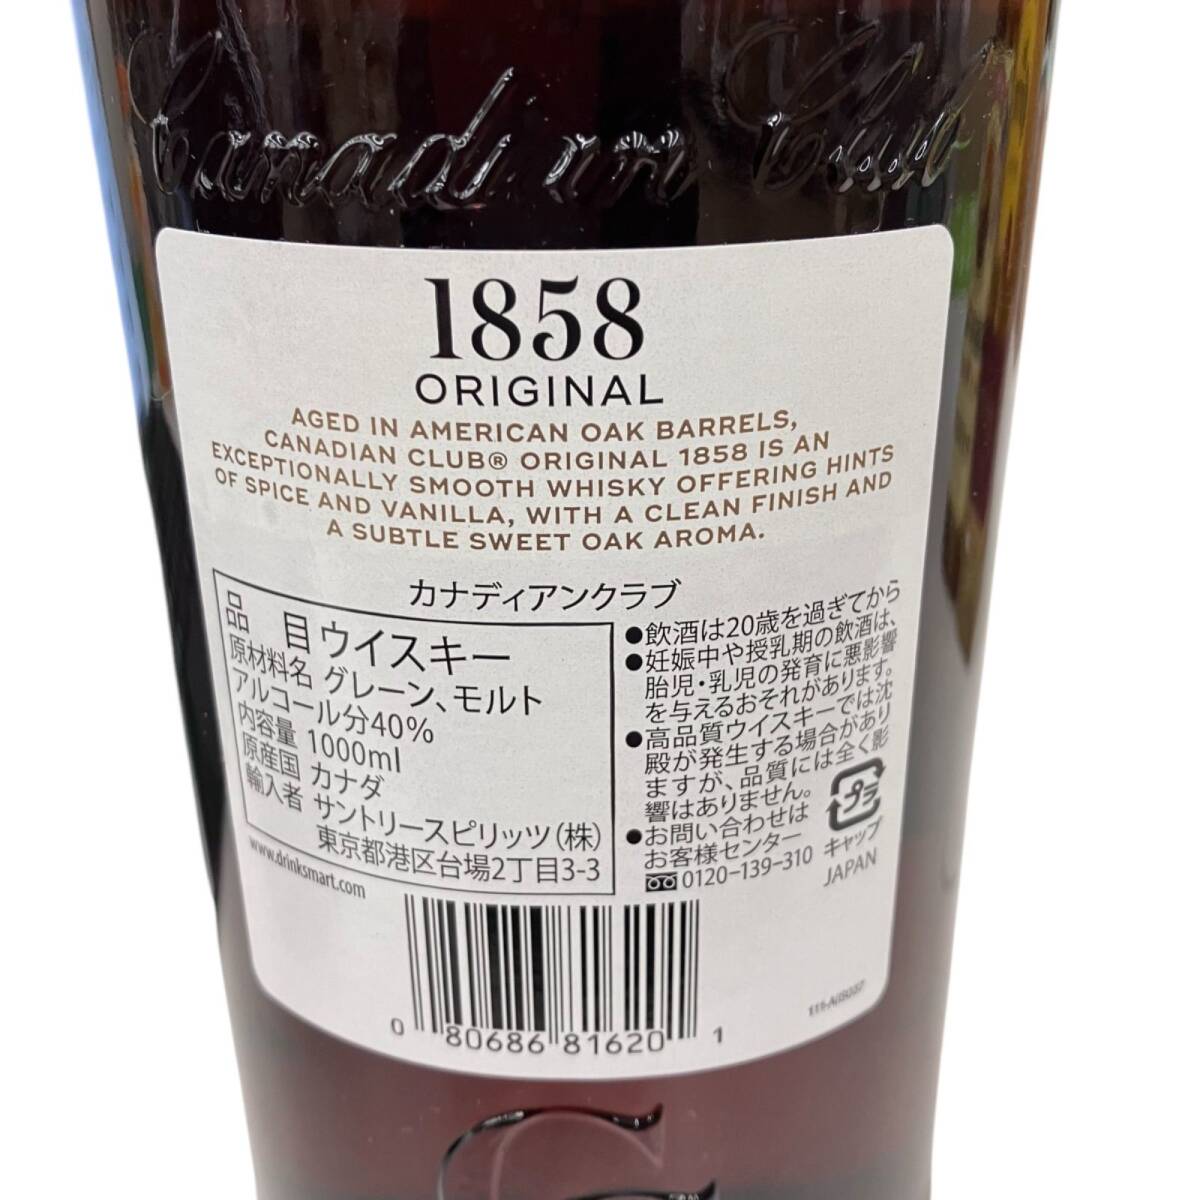 Canadian Club
1858
ORIGINAL
AGED IN AMERICAN OAK BARRELS,
CANADIAN CLUB® ORIGINAL 1858 IS AN
EXCEPTIONALLY SMOOTH WHISKY OFFERING HINTS
OF SPICE AND VANILLA, WITH A CLEAN FINISH AND
A SUBTLE SWEET OAK AROMA.
カナディアンクラブ
品目 ウイスキー
原材料名 グレーン、モルト
アルコール分40%
内容量 1000ml
原産国 カナダ
輸入者 サントリースピリッツ(株)
東京都港区台場2丁目3-3
www.drinksmart.com
●飲酒は20歳を過ぎてから
●妊娠中や授乳期の飲酒は、
胎児・乳児の発育に悪影響
を与えるおそれがあります。
●高品質ウイスキーでは沈
殿が発生する場合があり
ますが、品質には全く影
響はありません。
●お問い合わせは
お客様センター
0120-139-310
プラ
キャップ
JAPAN
0 80686 81620 1
C